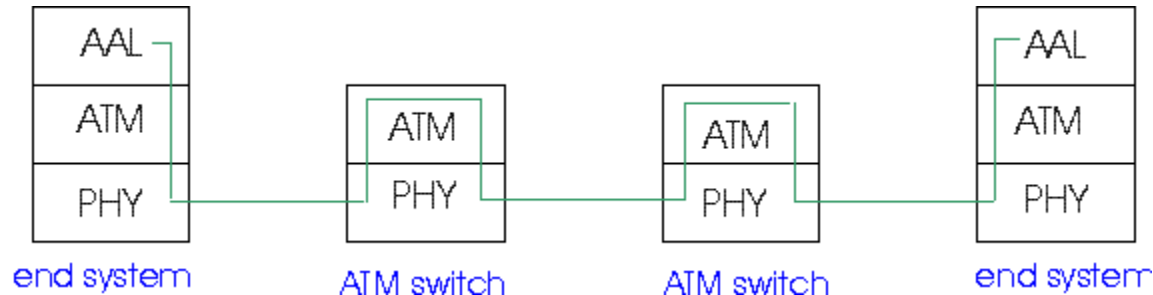 AAL
AAL
ATM
ATM
ATM
ATM
PHY
PHY
PHY
PHY
end system
ATM switch
ATM switch
end system